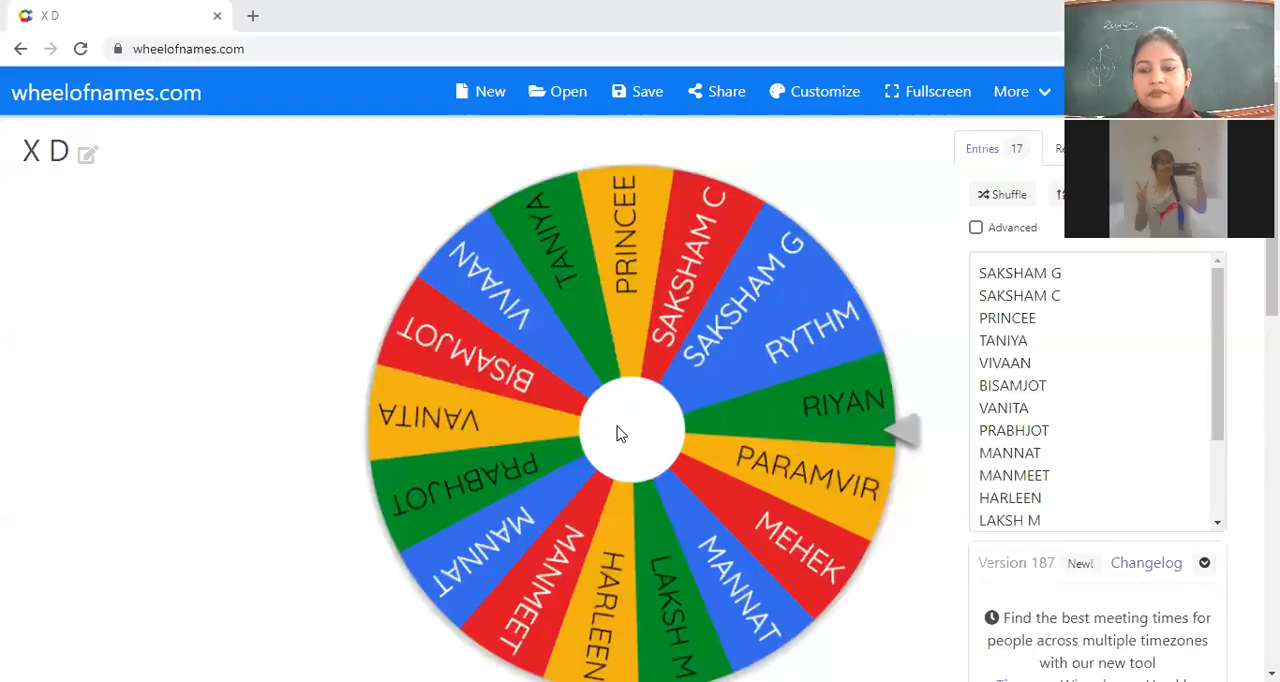 X D
wheelofnames.com
wheelofnames.com
New
Open
Save
Share
Customize
Fullscreen
More
X D
Entries 17
Shuffle
Advanced
SAKSHAM G
SAKSHAM C
PRINCEE
TANIYA
VIVAAN
BISAMJOT
VANITA
PRABHJOT
MANNAT
MANMEET
HARLEEN
LAKSH M
Version 187 New! Changelog
Find the best meeting times for
people across multiple timezones
with our new tool
PRINCEE
SAKSHAM C
SAKSHAM G
RYTHM
RIYAN
PARAMVIR
MEHEK
MANNAT
LAKSH M
HARLEEN
MANMEET
MANNAT
PRABHJOT
VANITA
BISAMJOT
VIVAAN
TANIYA